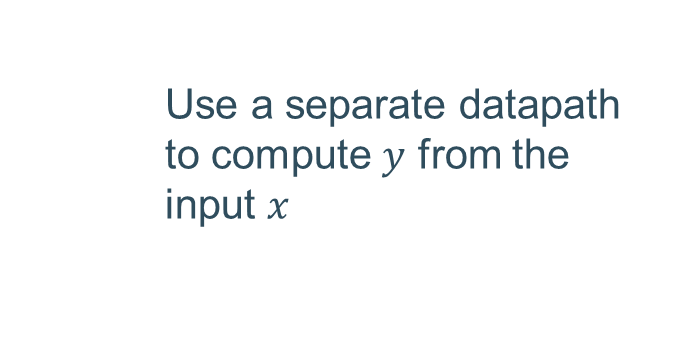 Use a separate datapath
to compute y from the
input x